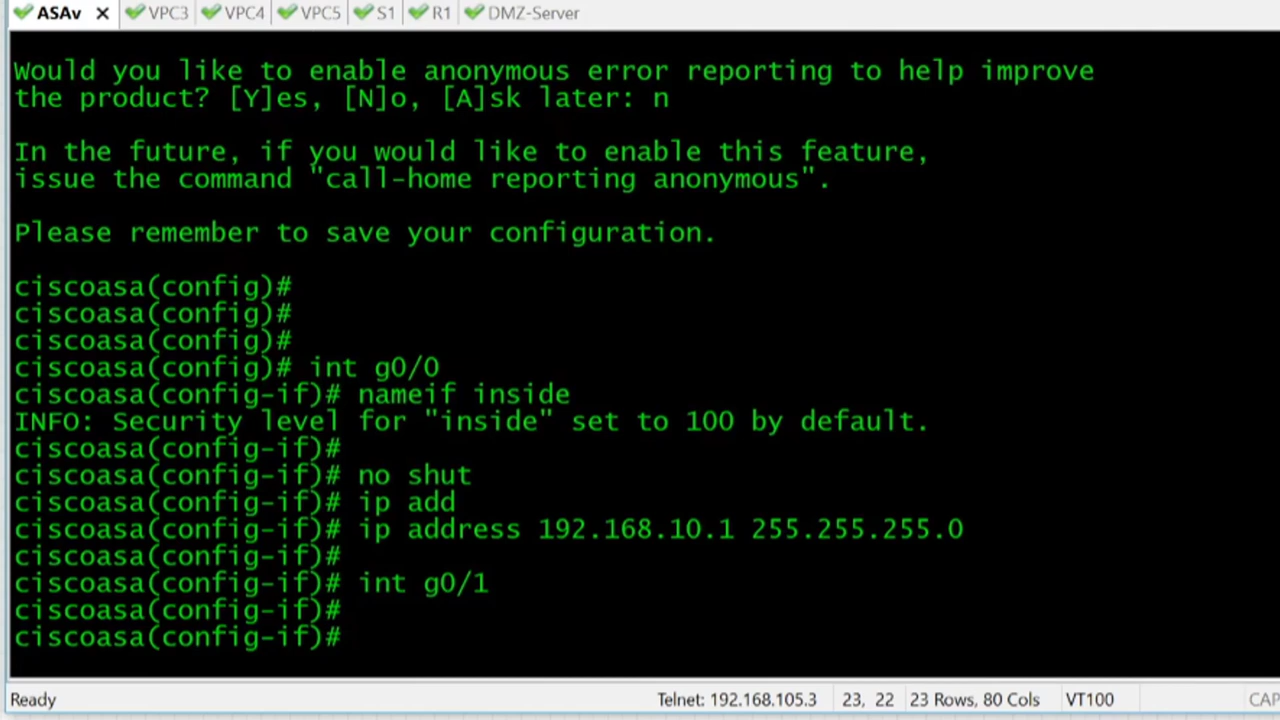 ASAv X VPC3 VPC4 VPC5 S1 R1 DMZ-Server
Would you like to enable anonymous error reporting to help improve
the product? [Y]es, [N]o, [A]sk later: n
In the future, if you would like to enable this feature,
issue the command "call-home reporting anonymous".
Please remember to save your configuration.
ciscoasa(config)#
ciscoasa(config)#
ciscoasa(config)#
ciscoasa(config)# int g0/0
ciscoasa(config-if)# nameif inside
INFO: Security level for "inside" set to 100 by default.
ciscoasa(config-if)#
ciscoasa(config-if)# no shut
ciscoasa(config-if)# ip add
ciscoasa(config-if)# ip address 192.168.10.1 255.255.255.0
ciscoasa(config-if)#
ciscoasa(config-if)# int g0/1
ciscoasa(config-if)#
ciscoasa(config-if)#
Ready Telnet: 192.168.105.3 23, 22 23 Rows, 80 Cols VT100 CAP